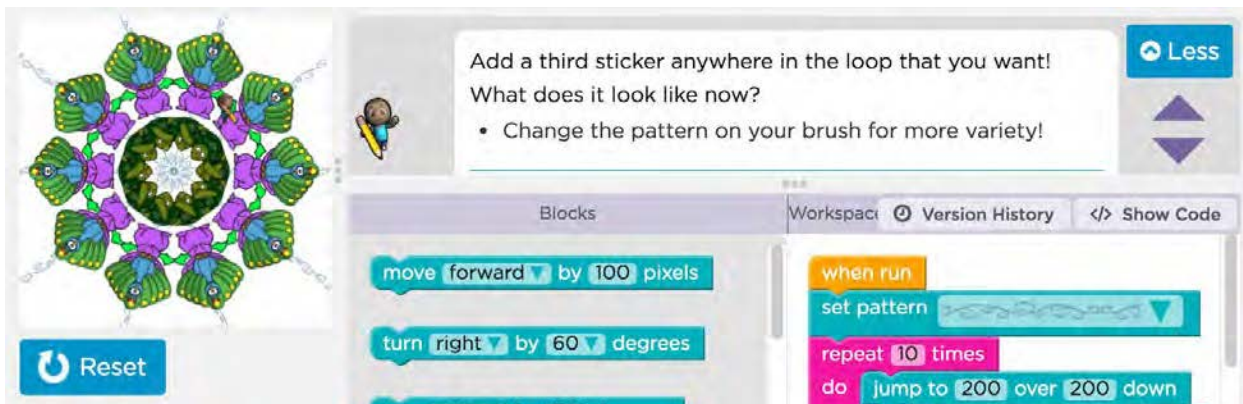 Add a third sticker anywhere in the loop that you want!
What does it look like now?
• Change the pattern on your brush for more variety!
Less
Reset
Blocks
move forward by 100 pixels
turn right by 60 degrees
Workspac
Version History
</> Show Code
when run
set pattern
repeat 10 times
do jump to 200 over 200 down